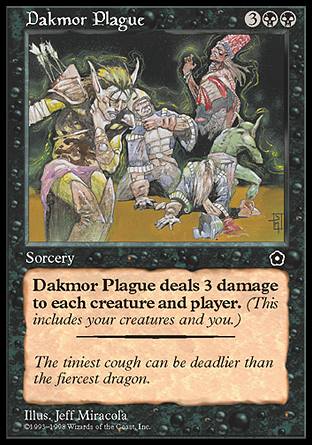 Dakmor Plague 3
Sorcery
Dakmor Plague deals 3 damage
to each creature and player. (This
includes your creatures and you.)
The tiniest cough can be deadlier than
the fiercest dragon.
Illus. Jeff Miracola
©1993-1998 Wizards of the Coast, Inc.